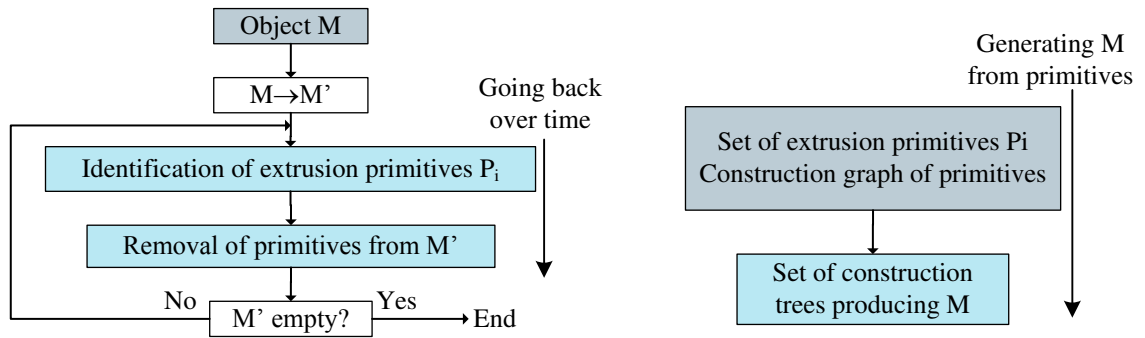 Object M
M→M’
Going back
over time
Identification of extrusion primitives Pi
Removal of primitives from M’
No
Yes
M’ empty?
End
Generating M
from primitives
Set of extrusion primitives Pi
Construction graph of primitives
Set of construction
trees producing M